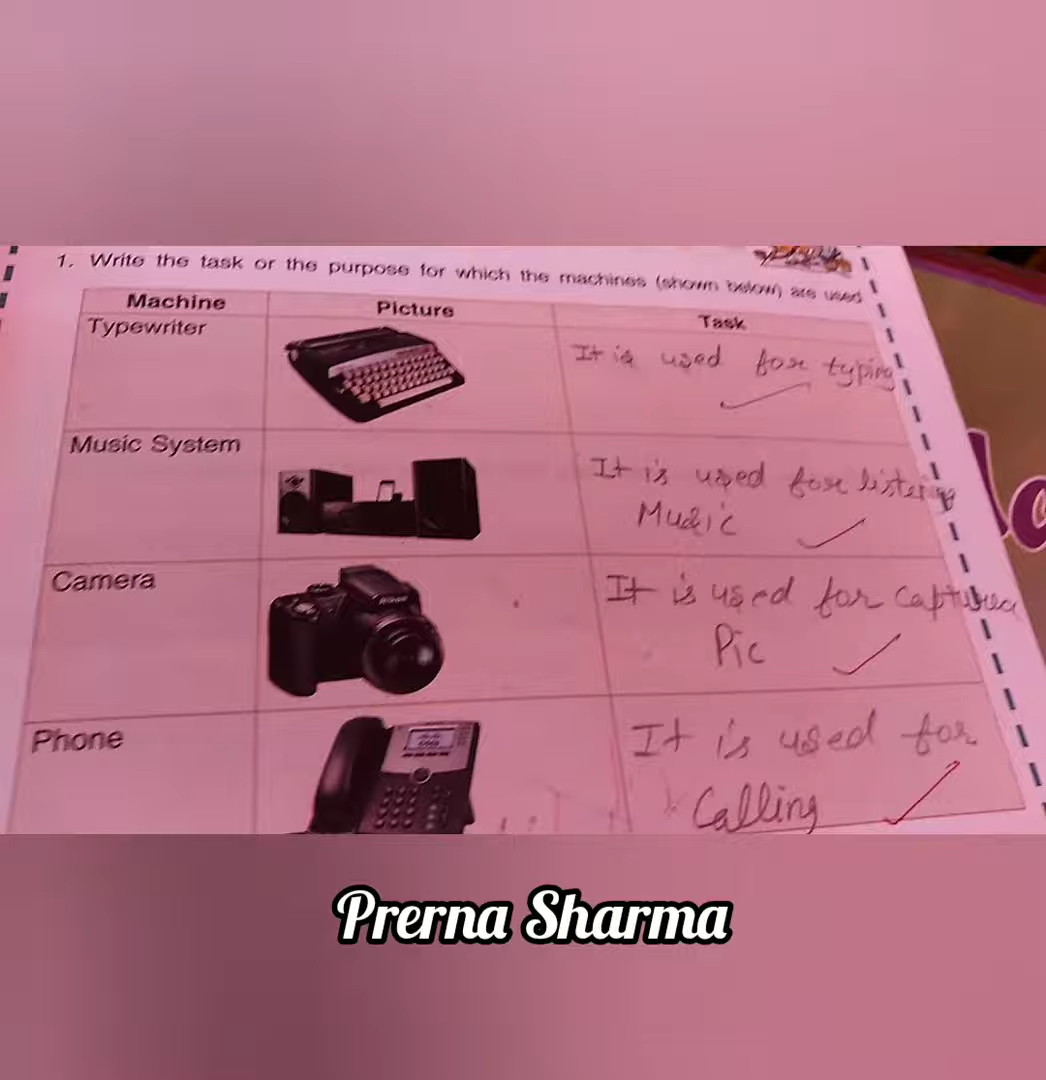 1. Write the task or the purpose for which the machines (shown below) are used
Machine Picture Task
Typewriter
It is used for typing
Music System
It is used for listening
Music
Camera
It is used for capture
Pic
Phone
It is used for
Calling
Prerna Sharma